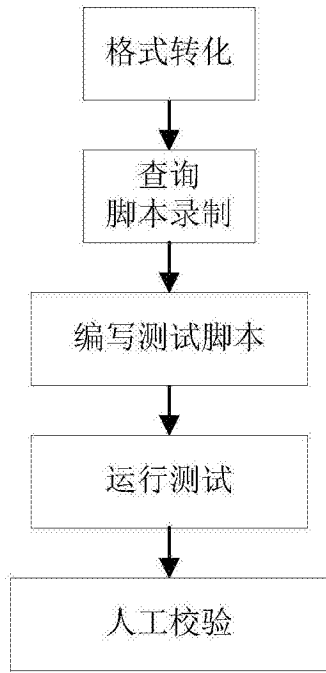 格式转化
查询
脚本录制
编写测试脚本
运行测试
人工校验